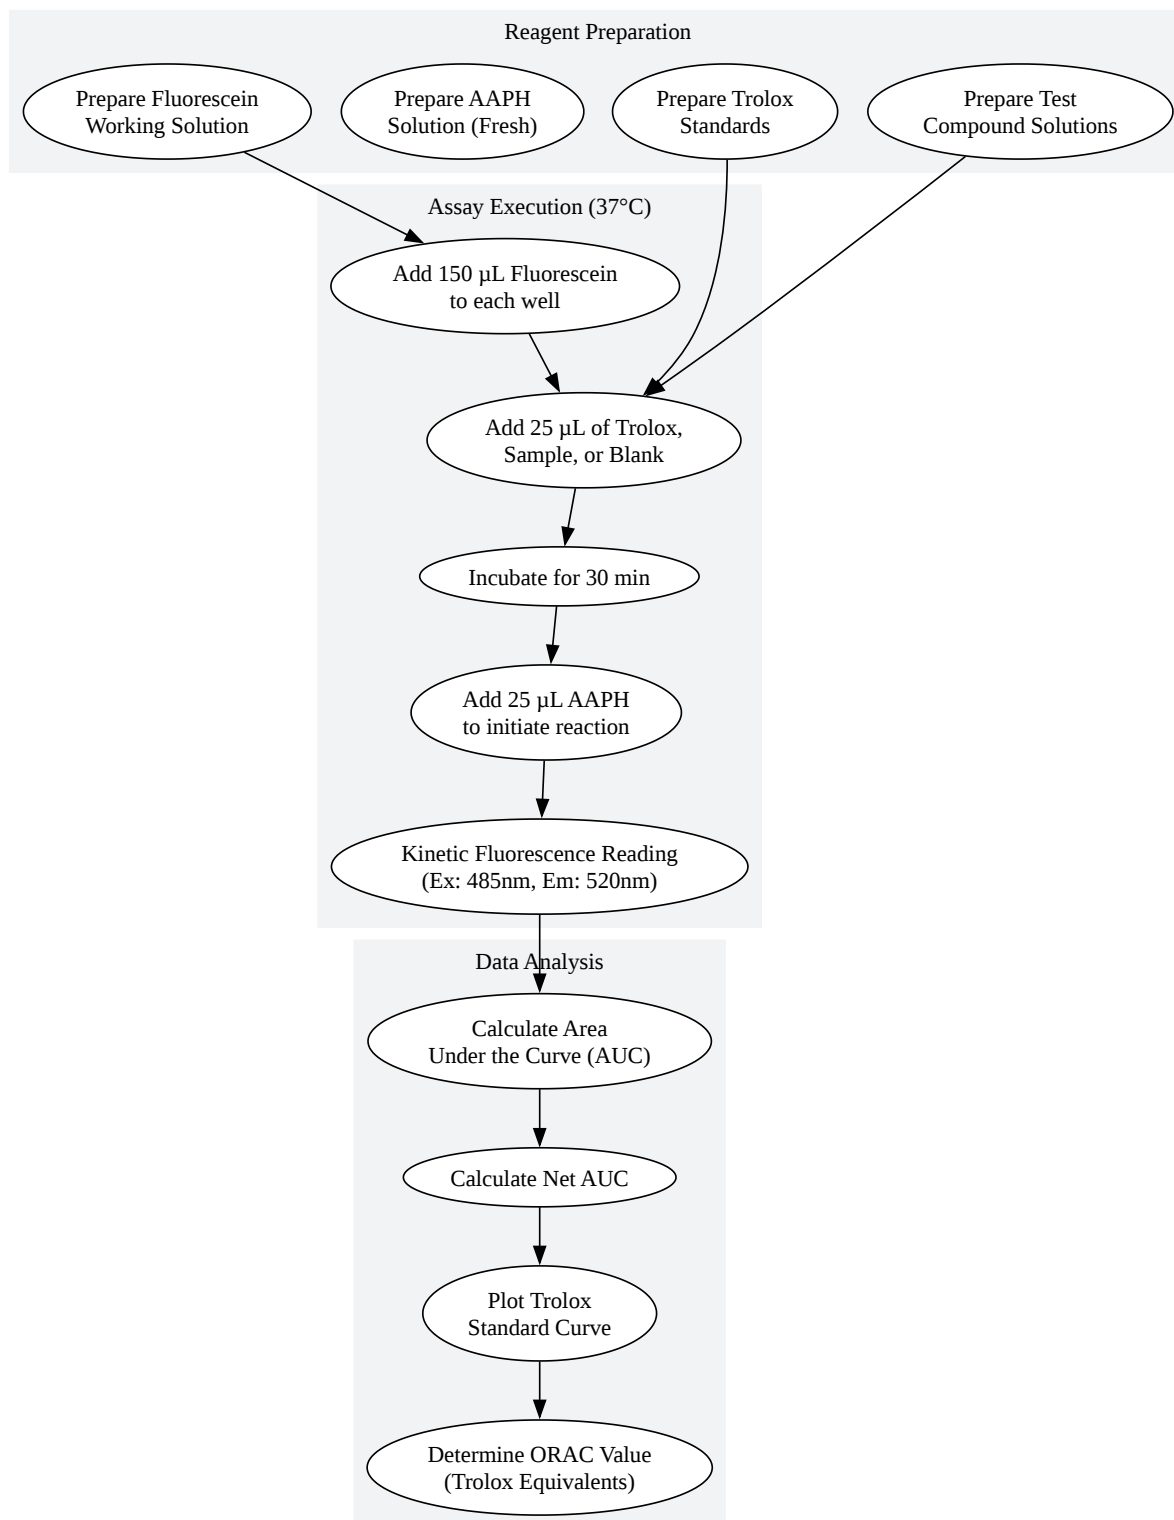 Reagent Preparation
Prepare Fluorescein
Working Solution
Prepare AAPH
Solution (Fresh)
Prepare Trolox
Standards
Prepare Test
Compound Solutions
Assay Execution (37°C)
Add 150 µL Fluorescein
to each well
Add 25 µL of Trolox,
Sample, or Blank
Incubate for 30 min
Add 25 µL AAPH
to initiate reaction
Kinetic Fluorescence Reading
(Ex: 485nm, Em: 520nm)
Data Analysis
Calculate Area
Under the Curve (AUC)
Calculate Net AUC
Plot Trolox
Standard Curve
Determine ORAC Value
(Trolox Equivalents)